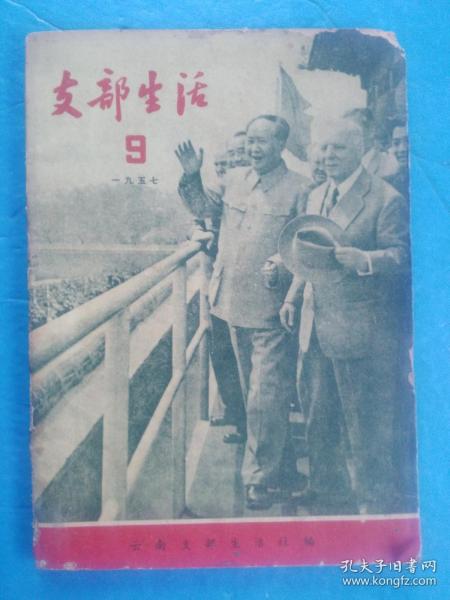 支部生活
9
一九五七
云南支部生活社编
孔夫子旧书网
www.kongfz.com